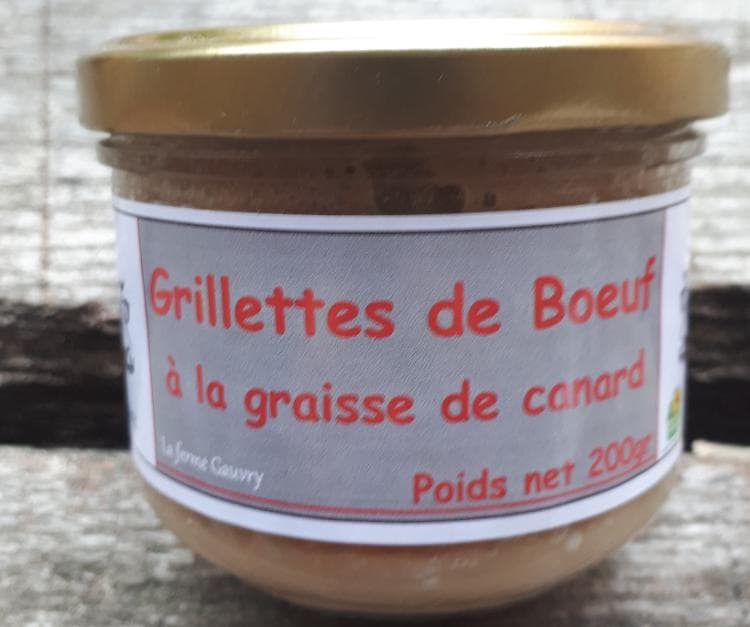 Grillettes de Boeuf
à la graisse de canard
La ferme Gauvry
Poids net 200gr